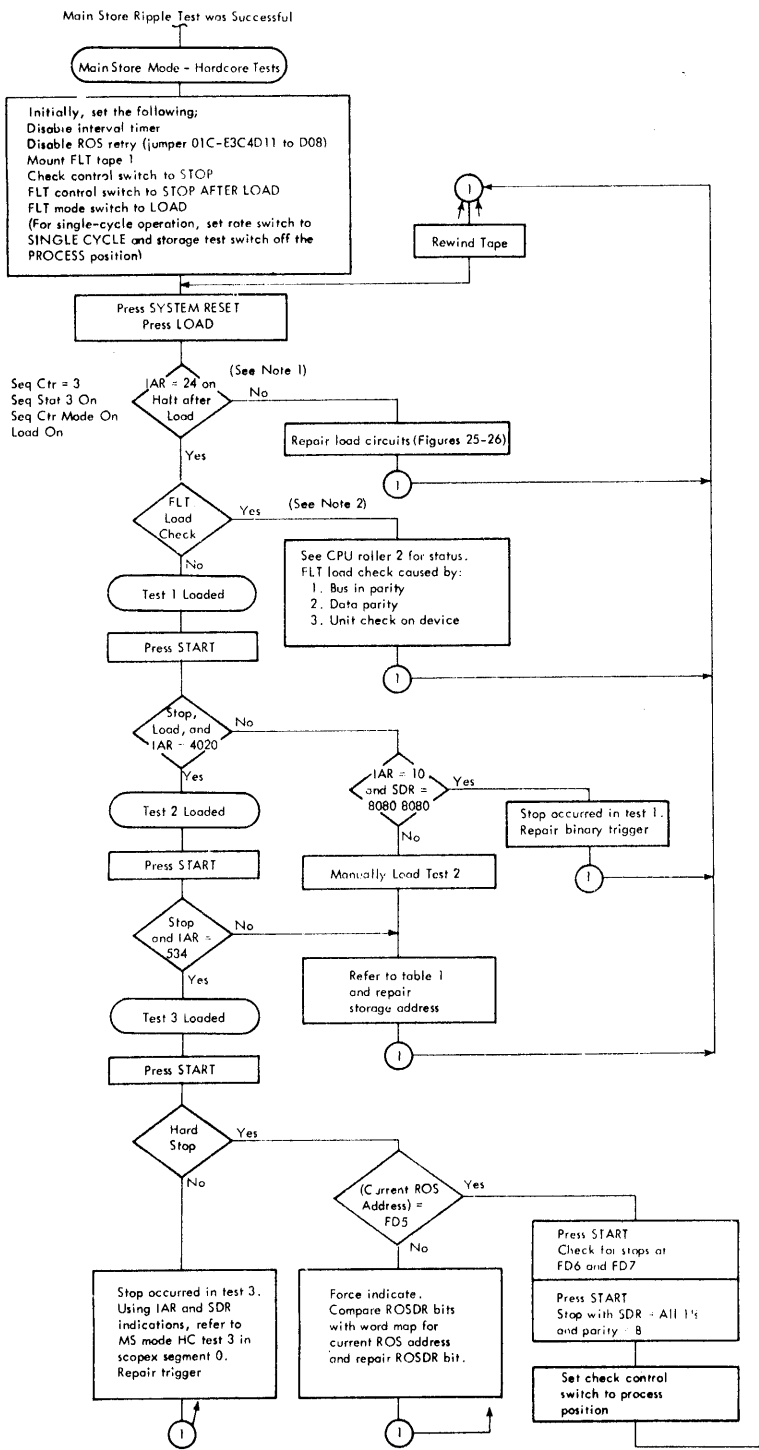 Main Store Ripple Test was Successful
Main Store Mode - Hardcore Tests
Initially, set the following;
Disable interval timer
Disable ROS retry (jumper 01C-E3C4D11 to D08)
Mount FLT tape 1
Check control switch to STOP
FLT control switch to STOP AFTER LOAD
FLT mode switch to LOAD
(For single-cycle operation, set rate switch to
SINGLE CYCLE and storage test switch off the
PROCESS position)
1
Rewind Tape
Press SYSTEM RESET
Press LOAD
Seq Ctr = 3
Seq Stat 3 On
Seq Ctr Mode On
Load On
IAR = 24 on
Halt after
Load
(See Note 1)
No
Repair load circuits (Figures 25-26)
1
Yes
FLT
Load
Check
Yes
(See Note 2)
See CPU roller 2 for status.
FLT load check caused by:
1. Bus in parity
2. Data parity
3. Unit check on device
1
No
Test 1 Loaded
Press START
Stop,
Load, and
IAR = 4020
No
IAR = 10
and SDR =
8080 8080
Yes
Stop occurred in test 1.
Repair binary trigger
1
Yes
Test 2 Loaded
No
Manually Load Test 2
Press START
Stop
and IAR =
534
No
Refer to table 1
and repair
storage address
1
Yes
Test 3 Loaded
Press START
Hard
Stop
Yes
(Current ROS
Address) =
FD5
Yes
Press START
Check for stops at
FD6 and FD7
Press START
Stop with SDR = All 1's
and parity = 8
Set check control
switch to process
position
No
Force indicate.
Compare ROSDR bits
with word map for
current ROS address
and repair ROSDR bit.
1
No
Stop occurred in test 3.
Using IAR and SDR
indications, refer to
MS mode HC test 3 in
scopex segment 0.
Repair trigger
1